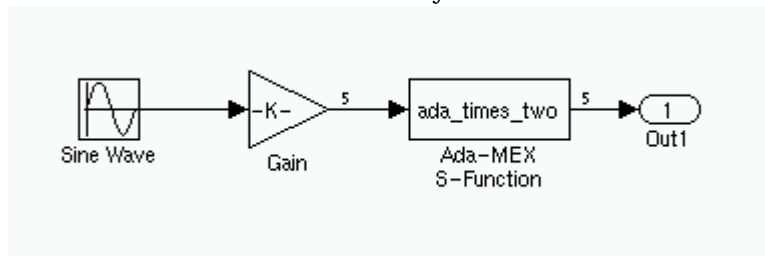 -K-
5
ada_times_two
5
1
Sine Wave
Gain
Ada-MEX
S-Function
Out1